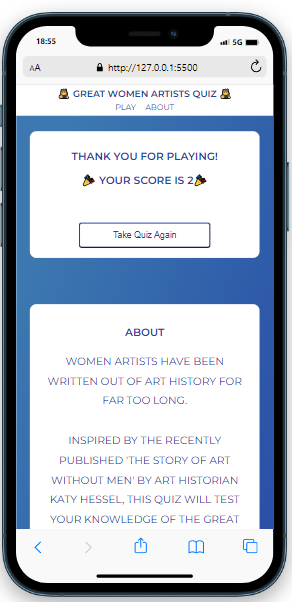 18:55
5G
AA http://127.0.0.1:5500
GREAT WOMEN ARTISTS QUIZ
PLAY ABOUT
THANK YOU FOR PLAYING!
YOUR SCORE IS 2
Take Quiz Again
ABOUT
WOMEN ARTISTS HAVE BEEN
WRITTEN OUT OF ART HISTORY FOR
FAR TOO LONG.
INSPIRED BY THE RECENTLY
PUBLISHED 'THE STORY OF ART
WITHOUT MEN' BY ART HISTORIAN
KATY HESSEL, THIS QUIZ WILL TEST
YOUR KNOWLEDGE OF THE GREAT